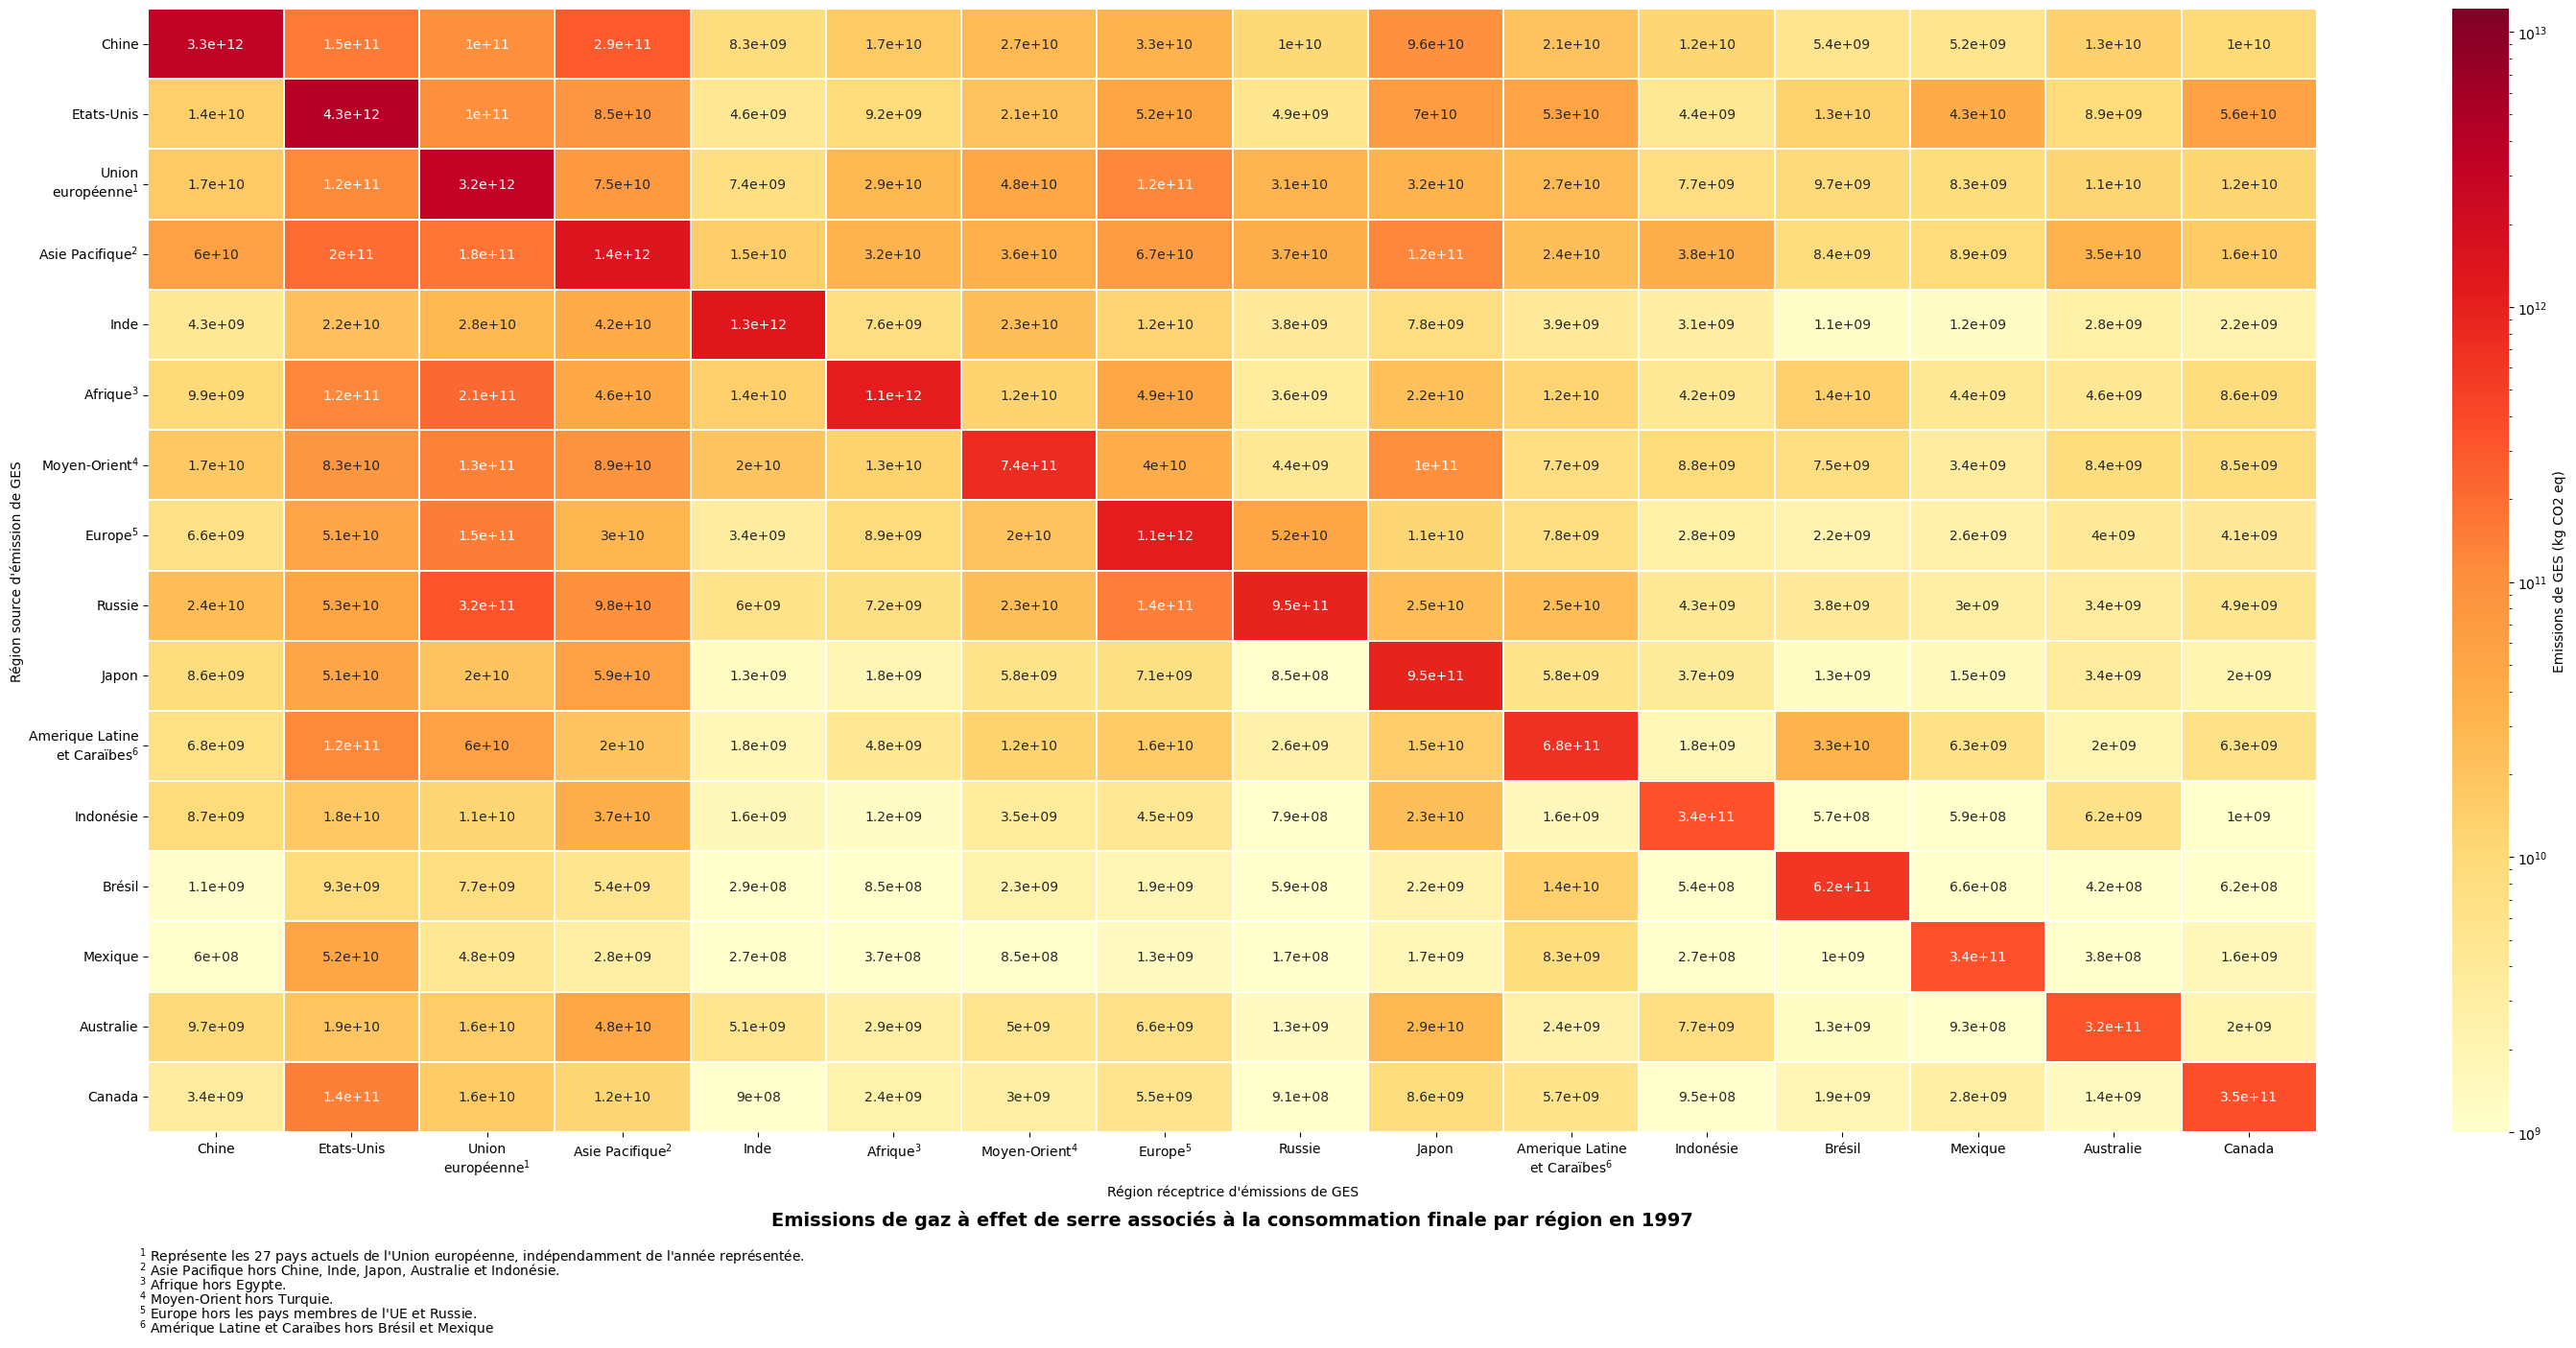 Chine 3.3e+12 1.5e+11 1e+11 2.9e+11 8.3e+09 1.7e+10 2.7e+10 3.3e+10 1e+10 9.6e+10 2.1e+10 1.2e+10 5.4e+09 5.2e+09 1.3e+10 1e+10
Etats-Unis 1.4e+10 4.3e+12 1e+11 8.5e+10 4.6e+09 9.2e+09 2.1e+10 5.2e+10 4.9e+09 7e+10 5.3e+10 4.4e+09 1.3e+10 4.3e+10 8.9e+09 5.6e+10
Union
européenne¹ 1.7e+10 1.2e+11 3.2e+12 7.5e+10 7.4e+09 2.9e+10 4.8e+10 1.2e+11 3.1e+10 3.2e+10 2.7e+10 7.7e+09 9.7e+09 8.3e+09 1.1e+10 1.2e+10
Asie Pacifique² 6e+10 2e+11 1.8e+11 1.4e+12 1.5e+10 3.2e+10 3.6e+10 6.7e+10 3.7e+10 1.2e+11 2.4e+10 3.8e+10 8.4e+09 8.9e+09 3.5e+10 1.6e+10
Inde 4.3e+09 2.2e+10 2.8e+10 4.2e+10 1.3e+12 7.6e+09 2.3e+10 1.2e+10 3.8e+09 7.8e+09 3.9e+09 3.1e+09 1.1e+09 1.2e+09 2.8e+09 2.2e+09
Afrique³ 9.9e+09 1.2e+11 2.1e+11 4.6e+10 1.4e+10 1.1e+12 1.2e+10 4.9e+10 3.6e+09 2.2e+10 1.2e+10 4.2e+09 1.4e+10 4.4e+09 4.6e+09 8.6e+09
Moyen-Orient⁴ 1.7e+10 8.3e+10 1.3e+11 8.9e+10 2e+10 1.3e+10 7.4e+11 4e+10 4.4e+09 1e+11 7.7e+09 8.8e+09 7.5e+09 3.4e+09 8.4e+09 8.5e+09
Europe⁵ 6.6e+09 5.1e+10 1.5e+11 3e+10 3.4e+09 8.9e+09 2e+10 1.1e+12 5.2e+10 1.1e+10 7.8e+09 2.8e+09 2.2e+09 2.6e+09 4e+09 4.1e+09
Russie 2.4e+10 5.3e+10 3.2e+11 9.8e+10 6e+09 7.2e+09 2.3e+10 1.4e+11 9.5e+11 2.5e+10 2.5e+10 4.3e+09 3.8e+09 3e+09 3.4e+09 4.9e+09
Japon 8.6e+09 5.1e+10 2e+10 5.9e+10 1.3e+09 1.8e+09 5.8e+09 7.1e+09 8.5e+08 9.5e+11 5.8e+09 3.7e+09 1.3e+09 1.5e+09 3.4e+09 2e+09
Amerique Latine
et Caraïbes⁶ 6.8e+09 1.2e+11 6e+10 2e+10 1.8e+09 4.8e+09 1.2e+10 1.6e+10 2.6e+09 1.5e+10 6.8e+11 1.8e+09 3.3e+10 6.3e+09 2e+09 6.3e+09
Indonésie 8.7e+09 1.8e+10 1.1e+10 3.7e+10 1.6e+09 1.2e+09 3.5e+09 4.5e+09 7.9e+08 2.3e+10 1.6e+09 3.4e+11 5.7e+08 5.9e+08 6.2e+09 1e+09
Brésil 1.1e+09 9.3e+09 7.7e+09 5.4e+09 2.9e+08 8.5e+08 2.3e+09 1.9e+09 5.9e+08 2.2e+09 1.4e+10 5.4e+08 6.2e+11 6.6e+08 4.2e+08 6.2e+08
Mexique 6e+08 5.2e+10 4.8e+09 2.8e+09 2.7e+08 3.7e+08 8.5e+08 1.3e+09 1.7e+08 1.7e+09 8.3e+09 2.7e+08 1e+09 3.4e+11 3.8e+08 1.6e+09
Australie 9.7e+09 1.9e+10 1.6e+10 4.8e+10 5.1e+09 2.9e+09 5e+09 6.6e+09 1.3e+09 2.9e+10 2.4e+09 7.7e+09 1.3e+09 9.3e+08 3.2e+11 2e+09
Canada 3.4e+09 1.4e+11 1.6e+10 1.2e+10 9e+08 2.4e+09 3e+09 5.5e+09 9.1e+08 8.6e+09 5.7e+09 9.5e+08 1.9e+09 2.8e+09 1.4e+09 3.5e+11
Région source d'émission de GES
Chine Etats-Unis Union Asie Pacifique² Inde Afrique³ Moyen-Orient⁴ Europe⁵ Russie Japon Amerique Latine Indonésie Brésil Mexique Australie Canada
européenne¹ et Caraïbes⁶
Région réceptrice d'émissions de GES
10¹³
10¹²
10¹¹
10¹⁰
10⁹
Emissions de GES (kg CO2 eq)
Emissions de gaz à effet de serre associés à la consommation finale par région en 1997
¹ Représente les 27 pays actuels de l'Union européenne, indépendamment de l'année représentée.
² Asie Pacifique hors Chine, Inde, Japon, Australie et Indonésie.
³ Afrique hors Egypte.
⁴ Moyen-Orient hors Turquie.
⁵ Europe hors les pays membres de l'UE et Russie.
⁶ Amérique Latine et Caraïbes hors Brésil et Mexique